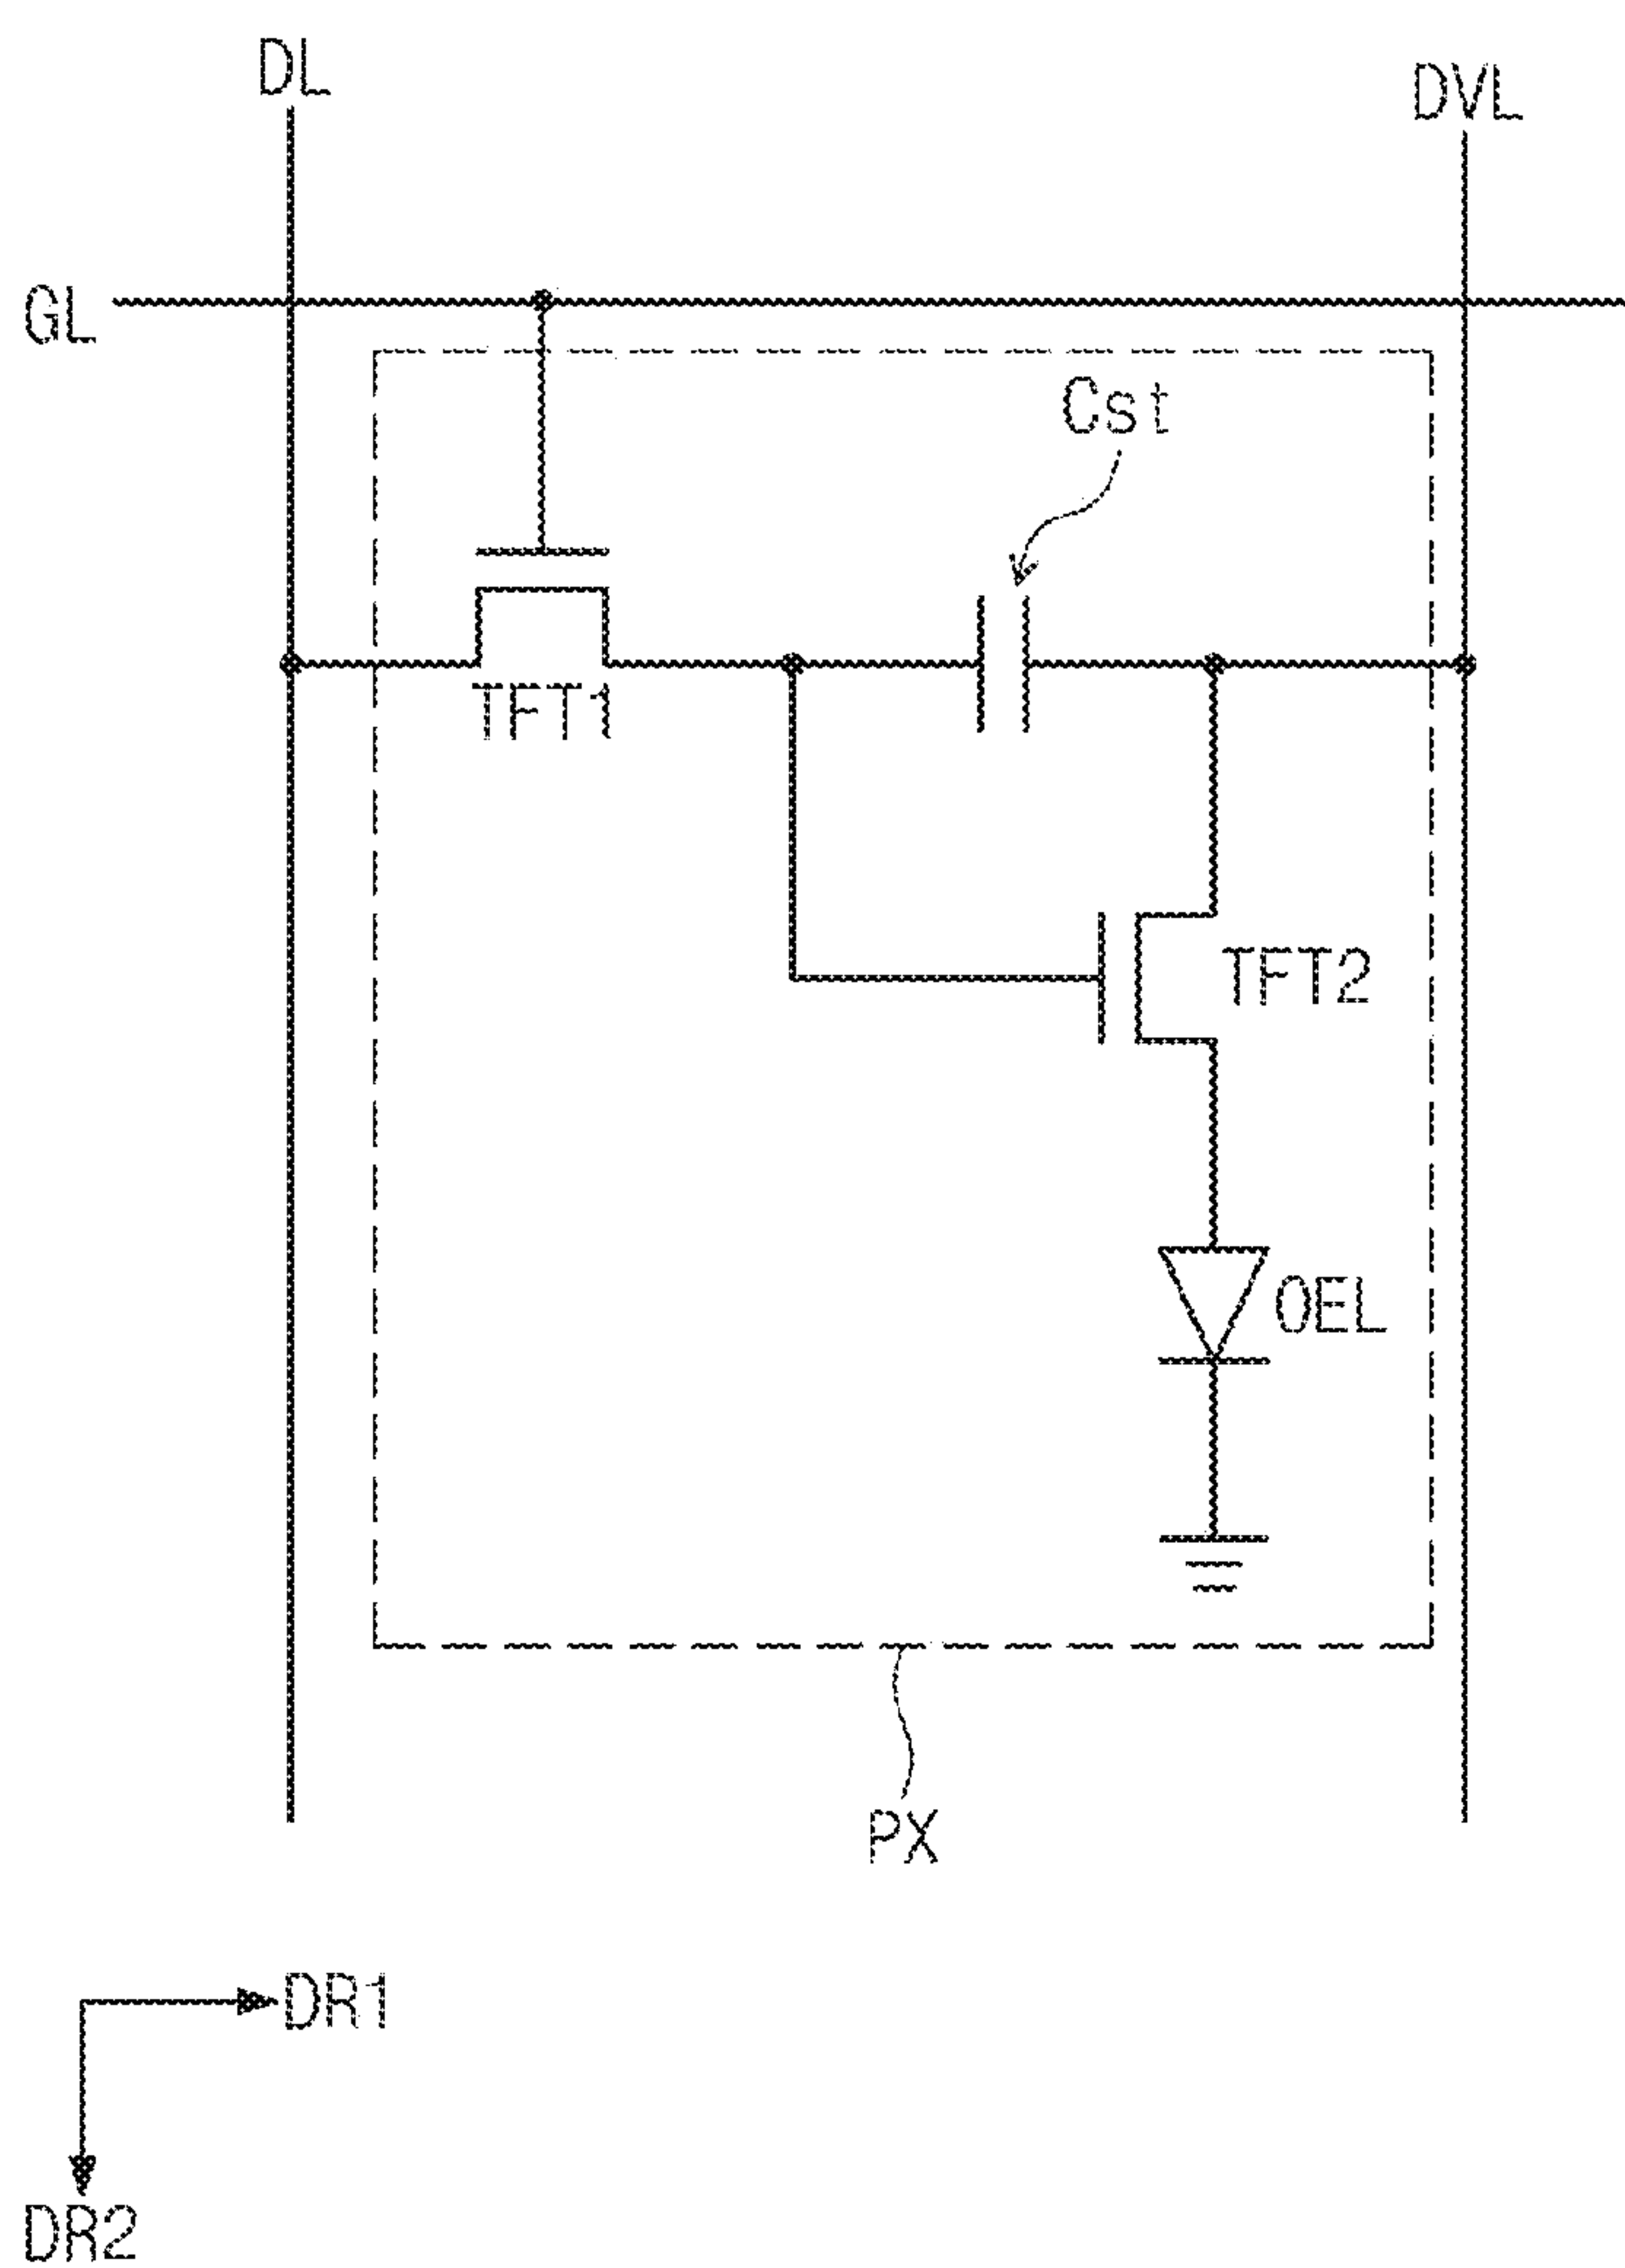 DL
DVL
GL
Cst
TFT1
TFT2
OEL
PX
DR1
DR2